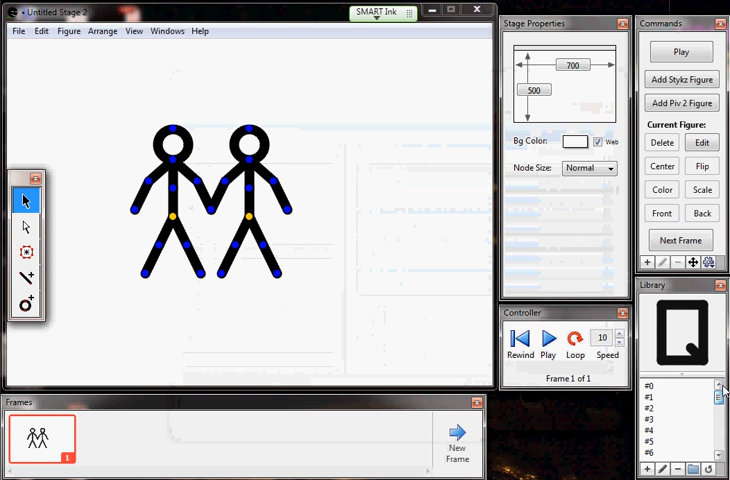 • Untitled Stage 2
SMART Ink
File Edit Figure Arrange View Windows Help
Stage Properties
700
500
Bg Color:
Web
Node Size: Normal
Commands
Play
Add Stykz Figure
Add Piv 2 Figure
Current Figure:
Delete Edit
Center Flip
Color Scale
Front Back
Next Frame
Controller
Rewind Play Loop 10 Speed
Frame 1 of 1
Library
Q
#0
#1
#2
#3
#4
#5
#6
Frames
1
New
Frame